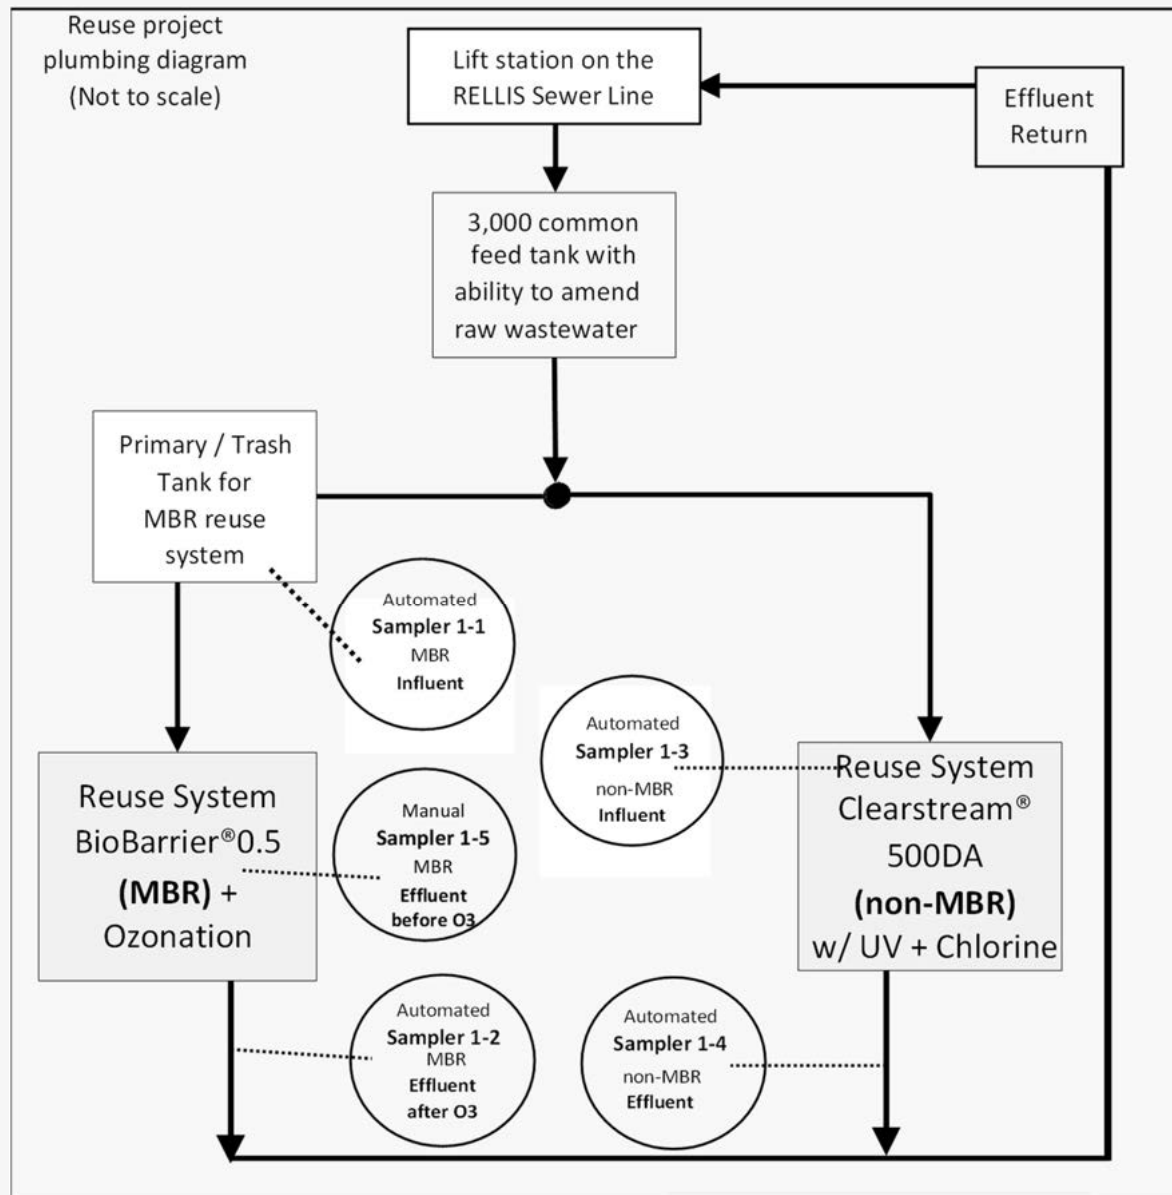 Reuse project
plumbing diagram
(Not to scale)
Lift station on the
RELLIS Sewer Line
Effluent
Return
3,000 common
feed tank with
ability to amend
raw wastewater
Primary / Trash
Tank for
MBR reuse
system
Automated
Sampler 1-1
MBR
Influent
Automated
Sampler 1-3
non-MBR
Influent
Reuse System
BioBarrier®0.5
(MBR) +
Ozonation
Manual
Sampler 1-5
MBR
Effluent
before O3
Reuse System
Clearstream®
500DA
(non-MBR)
w/ UV + Chlorine
Automated
Sampler 1-2
MBR
Effluent
after O3
Automated
Sampler 1-4
non-MBR
Effluent